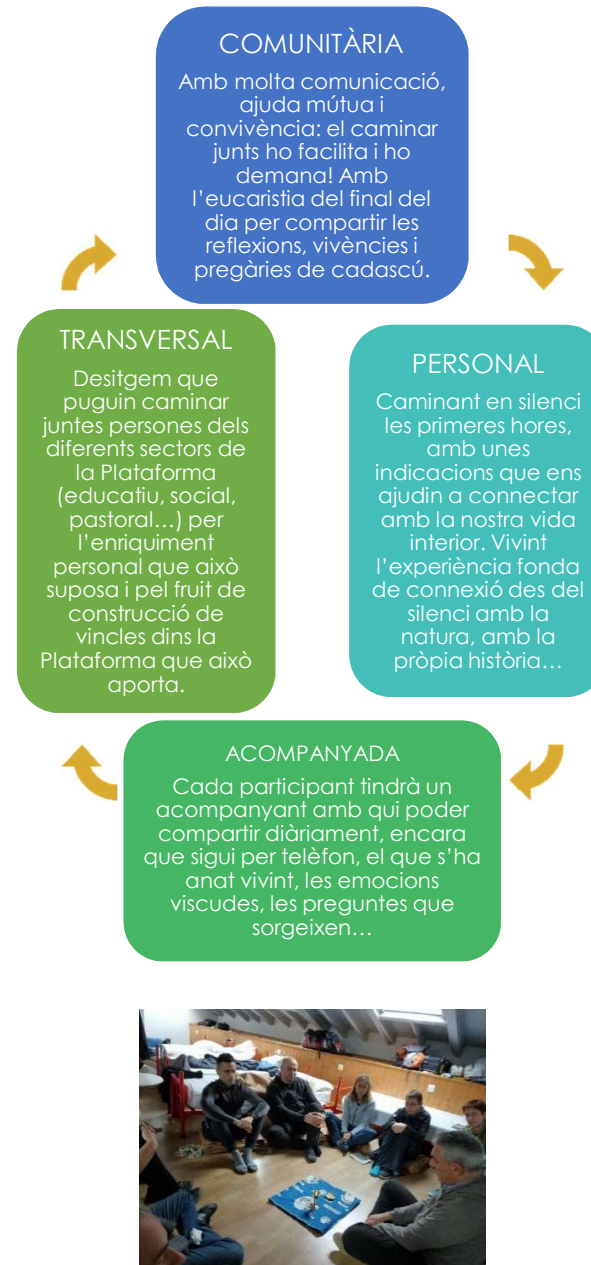 COMUNITÀRIA
Amb molta comunicació,
ajuda mútua i
convivència: el caminar
junts ho facilita i ho
demana! Amb
l’eucaristia del final del
dia per compartir les
reflexions, vivències i
pregàries de cadascú.
TRANSVERSAL
Desitgem que
puguin caminar
juntes persones dels
diferents sectors de
la Plataforma
(educatiu, social,
pastoral…) per
l’enriquiment
personal que això
suposa i pel fruit de
construcció de
vincles dins la
Plataforma que això
aporta.
PERSONAL
Caminant en silenci
les primeres hores,
amb unes
indicacions que ens
ajudin a connectar
amb la nostra vida
interior. Vivint
l’experiència fonda
de connexió des del
silenci amb la
natura, amb la
pròpia història…
ACOMPANYADA
Cada participant tindrà un
acompanyant amb qui poder
compartir diàriament, encara
que sigui per telèfon, el que s’ha
anat vivint, les emocions
viscudes, les preguntes que
sorgeixen…